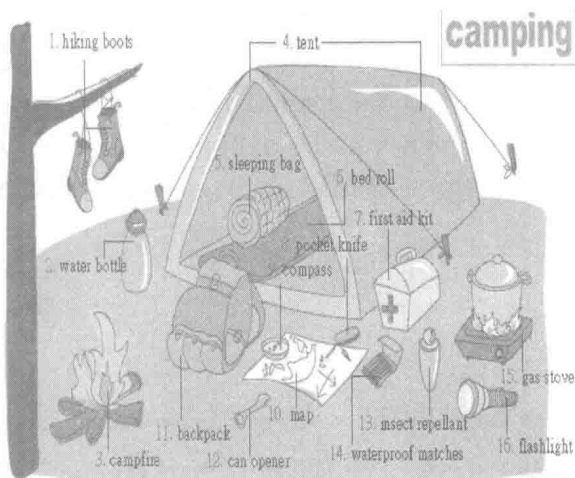 camping
1. hiking boots
4. tent
5. sleeping bag
6. bed roll
7. first aid kit
8. pocket knife
9. compass
2. water bottle
15. gas stove
10. map
13. insect repellant
11. backpack
14. waterproof matches
16. flashlight
3. campfire
12. can opener